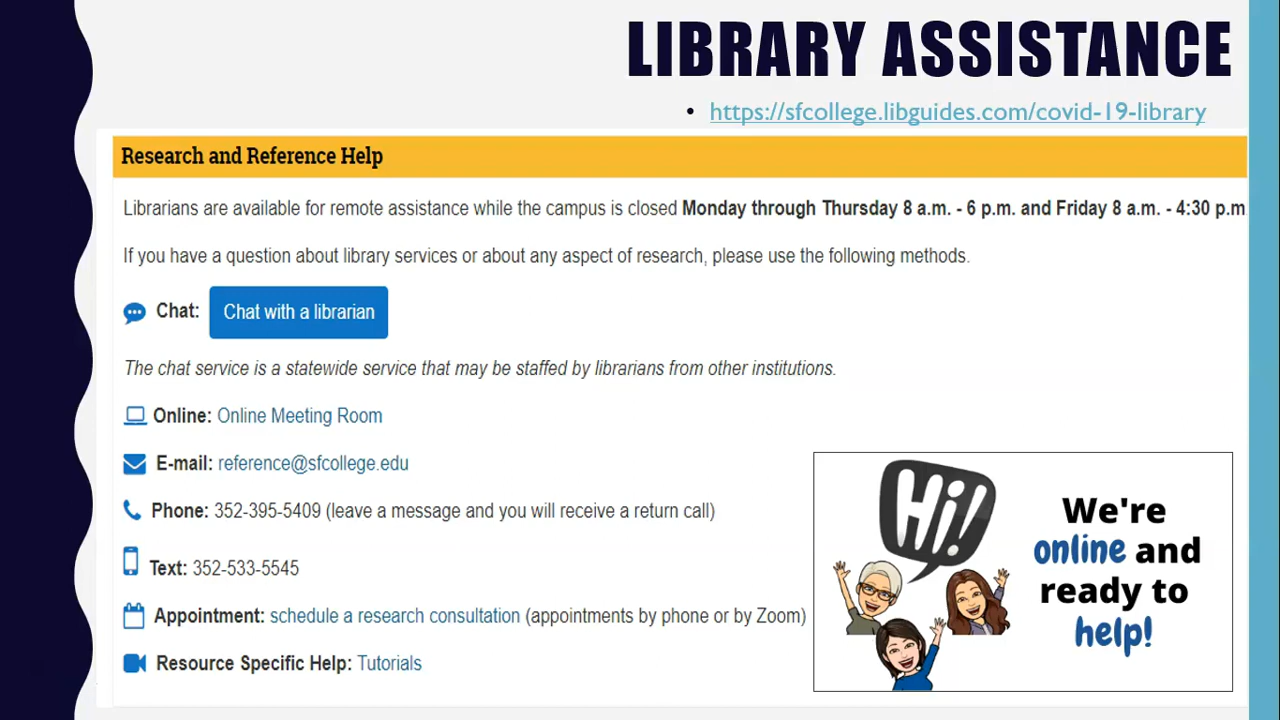 LIBRARY ASSISTANCE
• https://sfcollege.libguides.com/covid-19-library
Research and Reference Help
Librarians are available for remote assistance while the campus is closed Monday through Thursday 8 a.m. - 6 p.m. and Friday 8 a.m. - 4:30 p.m
If you have a question about library services or about any aspect of research, please use the following methods.
Chat: Chat with a librarian
The chat service is a statewide service that may be staffed by librarians from other institutions.
Online: Online Meeting Room
E-mail: reference@sfcollege.edu
Phone: 352-395-5409 (leave a message and you will receive a return call)
Text: 352-533-5545
Appointment: schedule a research consultation (appointments by phone or by Zoom)
Resource Specific Help: Tutorials
Hi!
We're
online and
ready to
help!